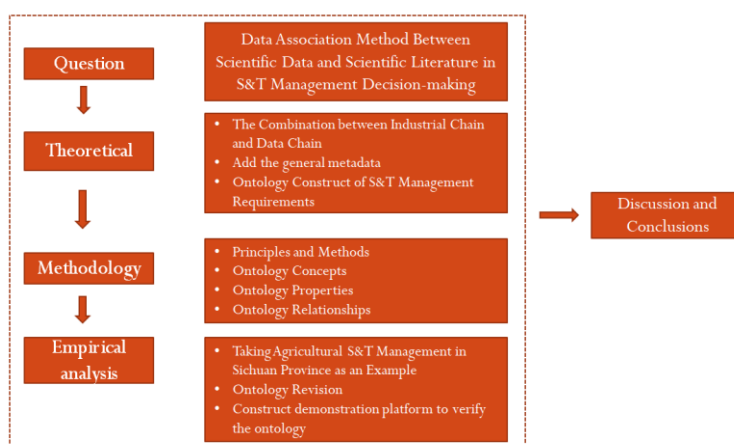 Question
Data Association Method Between
Scientific Data and Scientific Literature in
S&T Management Decision-making
Theoretical
• The Combination between Industrial Chain
and Data Chain
• Add the general metadata
• Ontology Construct of S&T Management
Requirements
Methodology
• Principles and Methods
• Ontology Concepts
• Ontology Properties
• Ontology Relationships
Empirical
analysis
• Taking Agricultural S&T Management in
Sichuan Province as an Example
• Ontology Revision
• Construct demonstration platform to verify
the ontology
Discussion and
Conclusions